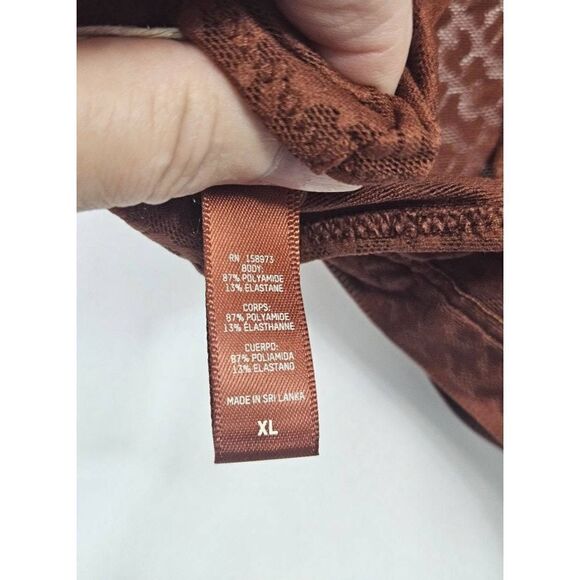 RN 158973
BODY:
87% POLYAMIDE
13% ELASTANE
CORPS:
87% POLYAMIDE
13% ÉLASTHANNE
CUERPO:
87% POLIAMIDA
13% ELASTANO
MADE IN SRI LANKA
XL